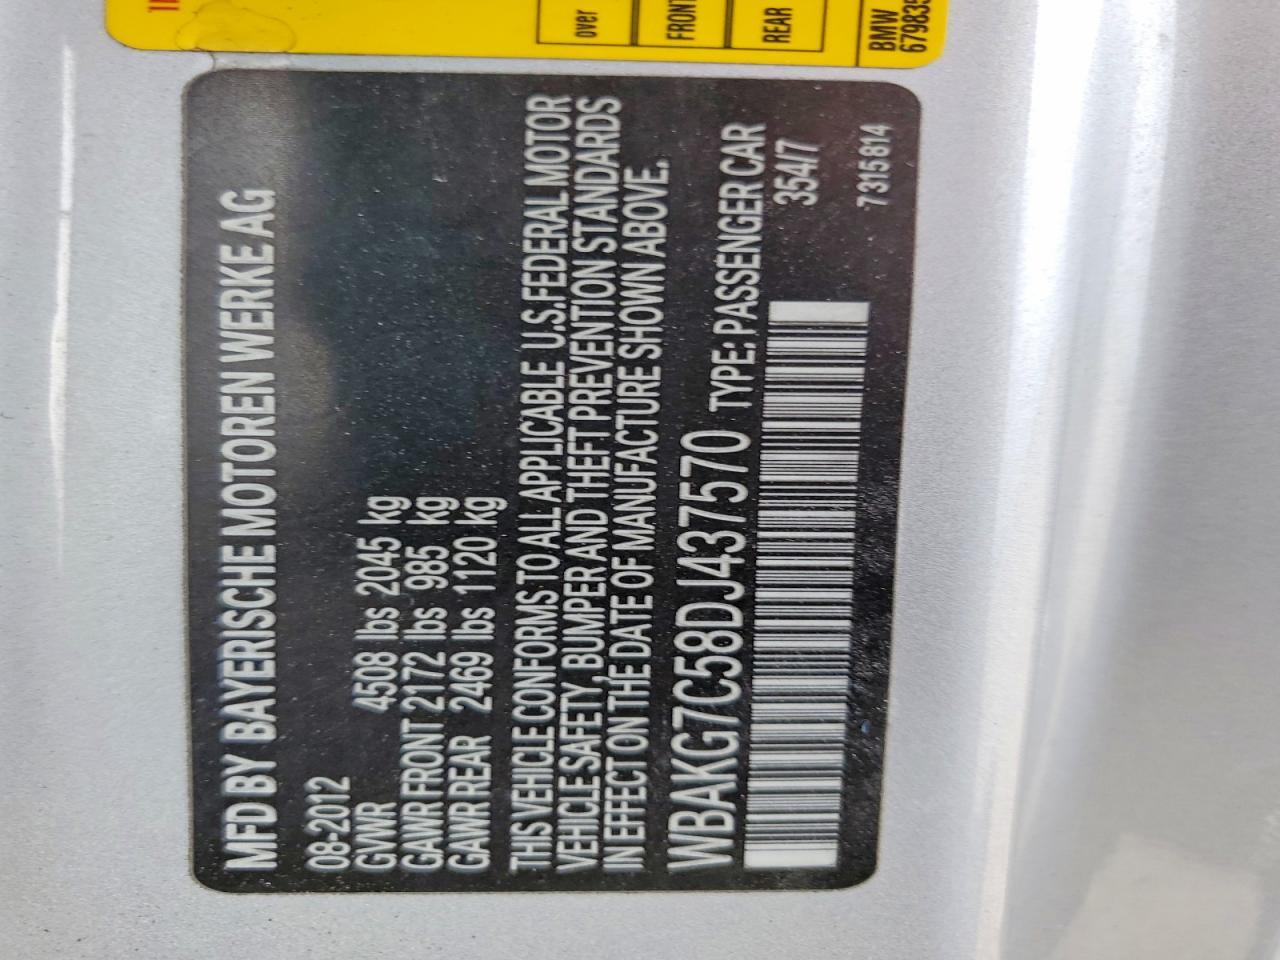 over
FRONT
REAR
BMW
MFD BY BAYERISCHE MOTOREN WERKE AG
08-2012
GVWR 4508 lbs 2045 kg
GAWR FRONT 2172 lbs 985 kg
GAWR REAR 2469 lbs 1120 kg
THIS VEHICLE CONFORMS TO ALL APPLICABLE U.S. FEDERAL MOTOR
VEHICLE SAFETY, BUMPER AND THEFT PREVENTION STANDARDS
IN EFFECT ON THE DATE OF MANUFACTURE SHOWN ABOVE.
WBAKG7C58DJ437570 TYPE: PASSENGER CAR
354/7
7315814